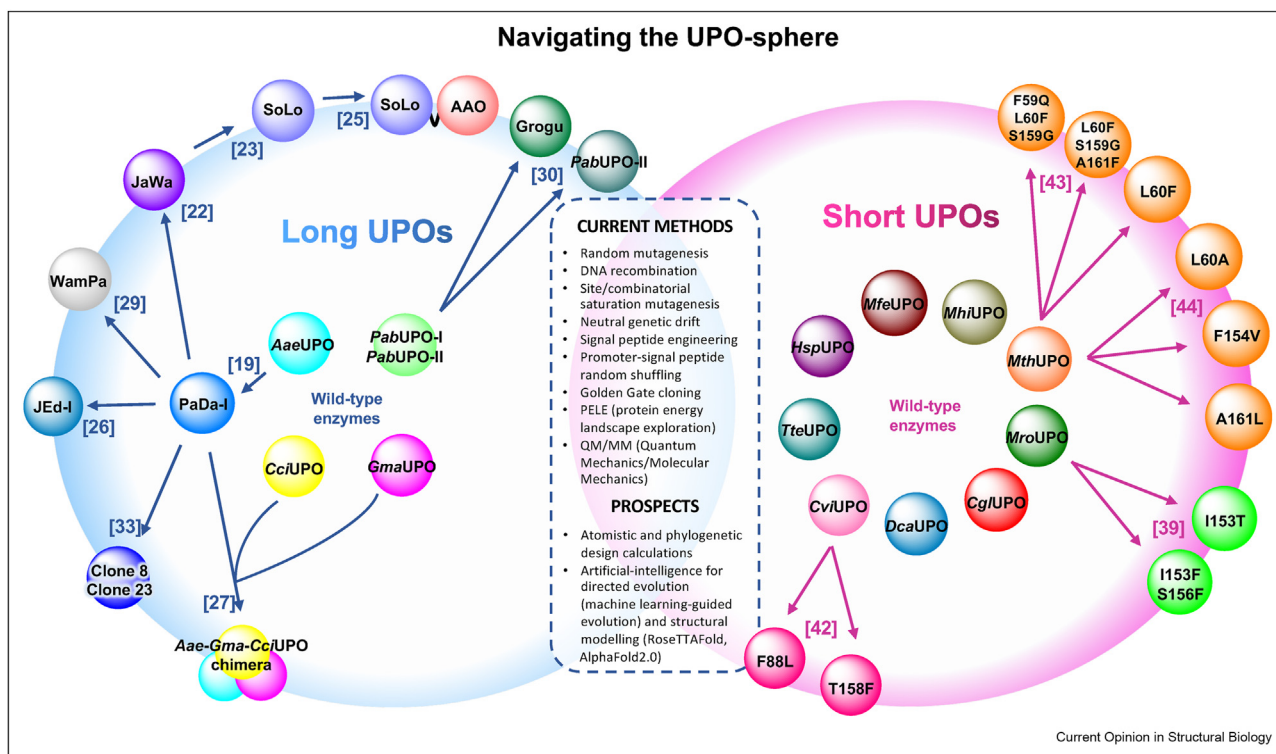 Navigating the UPO-sphere
SoLo
[25]
SoLo
AAO
Grogu
[30]
PabUPO-II
[23]
JaWa
[22]
Long UPOs
WamPa
[29]
AaeUPO
[19]
PabUPO-I
PabUPO-II
JEd-I
[26]
PaDa-I
Wild-type
enzymes
CciUPO
GmaUPO
[33]
Clone 8
Clone 23
[27]
Aae-Gma-CciUPO
chimera
CURRENT METHODS
• Random mutagenesis
• DNA recombination
• Site/combinatorial
saturation mutagenesis
• Neutral genetic drift
• Signal peptide engineering
• Promoter-signal peptide
random shuffling
• Golden Gate cloning
• PELE (protein energy
landscape exploration)
• QM/MM (Quantum
Mechanics/Molecular
Mechanics)
PROSPECTS
• Atomistic and phylogenetic
design calculations
• Artificial-intelligence for
directed evolution
(machine learning-guided
evolution) and structural
modelling (RoseTTAFold,
AlphaFold2.0)
Short UPOs
F59Q
L60F
S159G
L60F
S159G
A161F
[43]
L60F
L60A
[44]
F154V
A161L
MfeUPO
MhiUPO
HspUPO
MthUPO
Wild-type
enzymes
TteUPO
MroUPO
CviUPO
DcaUPO
CglUPO
[39]
I153T
I153F
S156F
[42]
F88L
T158F
Current Opinion in Structural Biology